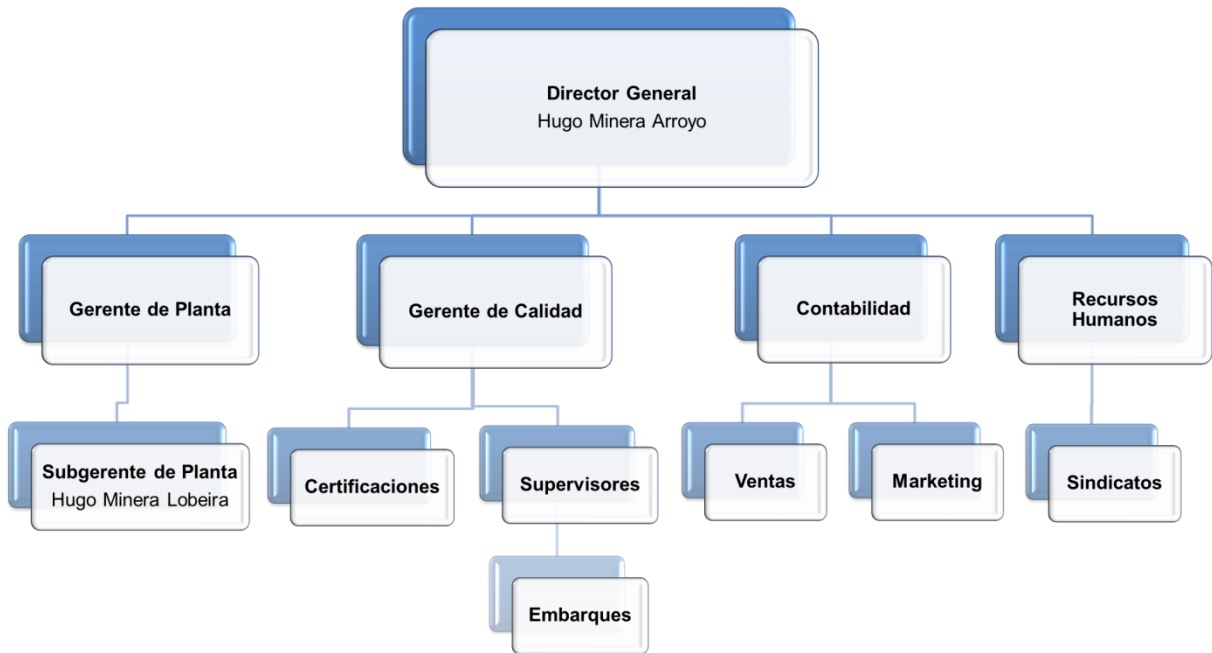 Director General
Hugo Minera Arroyo
Gerente de Planta
Gerente de Calidad
Contabilidad
Recursos
Humanos
Subgerente de Planta
Hugo Minera Lobeira
Certificaciones
Supervisores
Ventas
Marketing
Sindicatos
Embarques